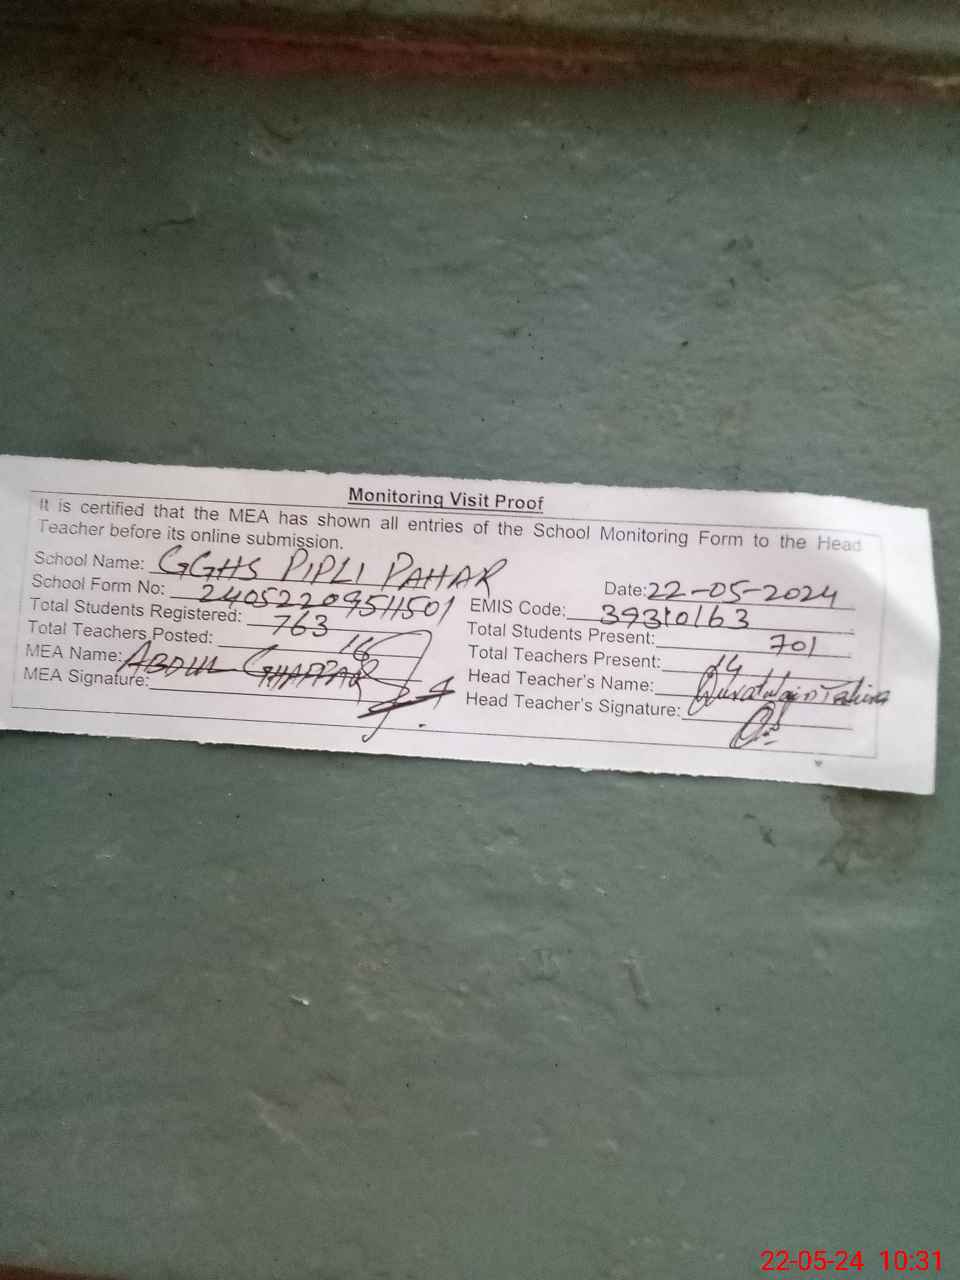 Monitoring Visit Proof
It is certified that the MEA has shown all entries of the School Monitoring Form to the Head
Teacher before its online submission.
School Name: GGHS PIPLI PAHAR Date: 22-05-2024
School Form No: 24052209511501 EMIS Code: 39310163
Total Students Registered: 763 Total Students Present: 701
Total Teachers Posted: 16 Total Teachers Present: 14
MEA Name: ABDUL GHAFFAR Head Teacher's Name: Quratulain Tahira
MEA Signature: Head Teacher's Signature:
22-05-24 10:31